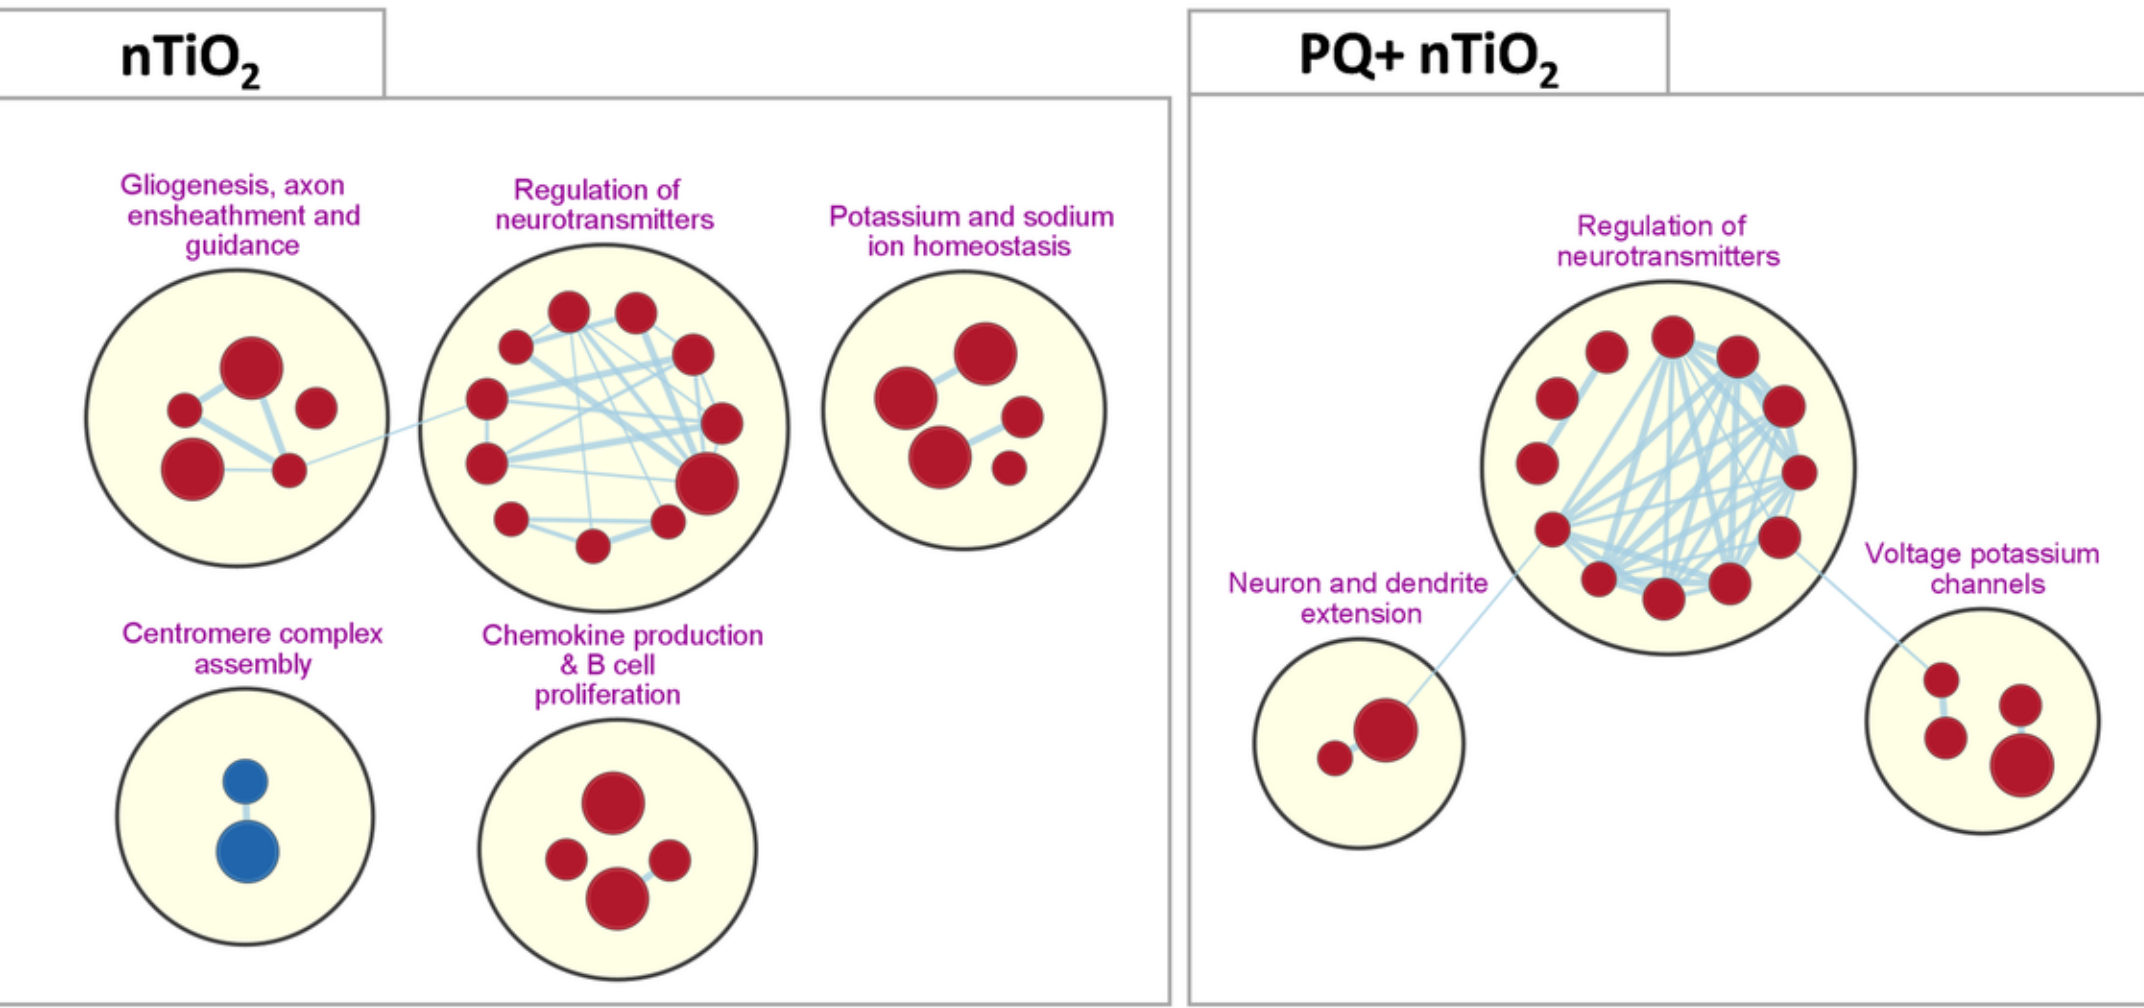 nTiO₂
PQ+ nTiO₂
Gliogenesis, axon
ensheathment and
guidance
Regulation of
neurotransmitters
Potassium and sodium
ion homeostasis
Centromere complex
assembly
Chemokine production
& B cell
proliferation
Regulation of
neurotransmitters
Neuron and dendrite
extension
Voltage potassium
channels